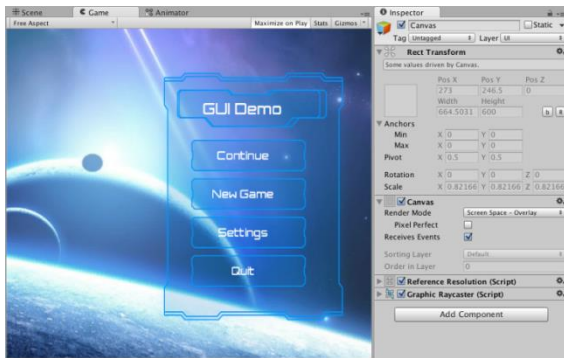 Scene Game Animator
Free Aspect Maximize on Play Stats Gizmos
GUI Demo
Continue
New Game
Settings
Quit
Inspector
Canvas Static
Tag Untagged Layer UI
Rect Transform
Some values driven by Canvas.
Pos X Pos Y Pos Z
273 246.5 0
Width Height
664.5031 600 R
Anchors
Min X 0 Y 0
Max X 0 Y 0
Pivot X 0.5 Y 0.5
Rotation X 0 Y 0 Z 0
Scale X 0.82166 Y 0.82166 Z 0.82166
Canvas
Render Mode Screen Space - Overlay
Pixel Perfect
Receives Events
Sorting Layer Default
Order in Layer 0
Reference Resolution (Script)
Graphic Raycaster (Script)
Add Component